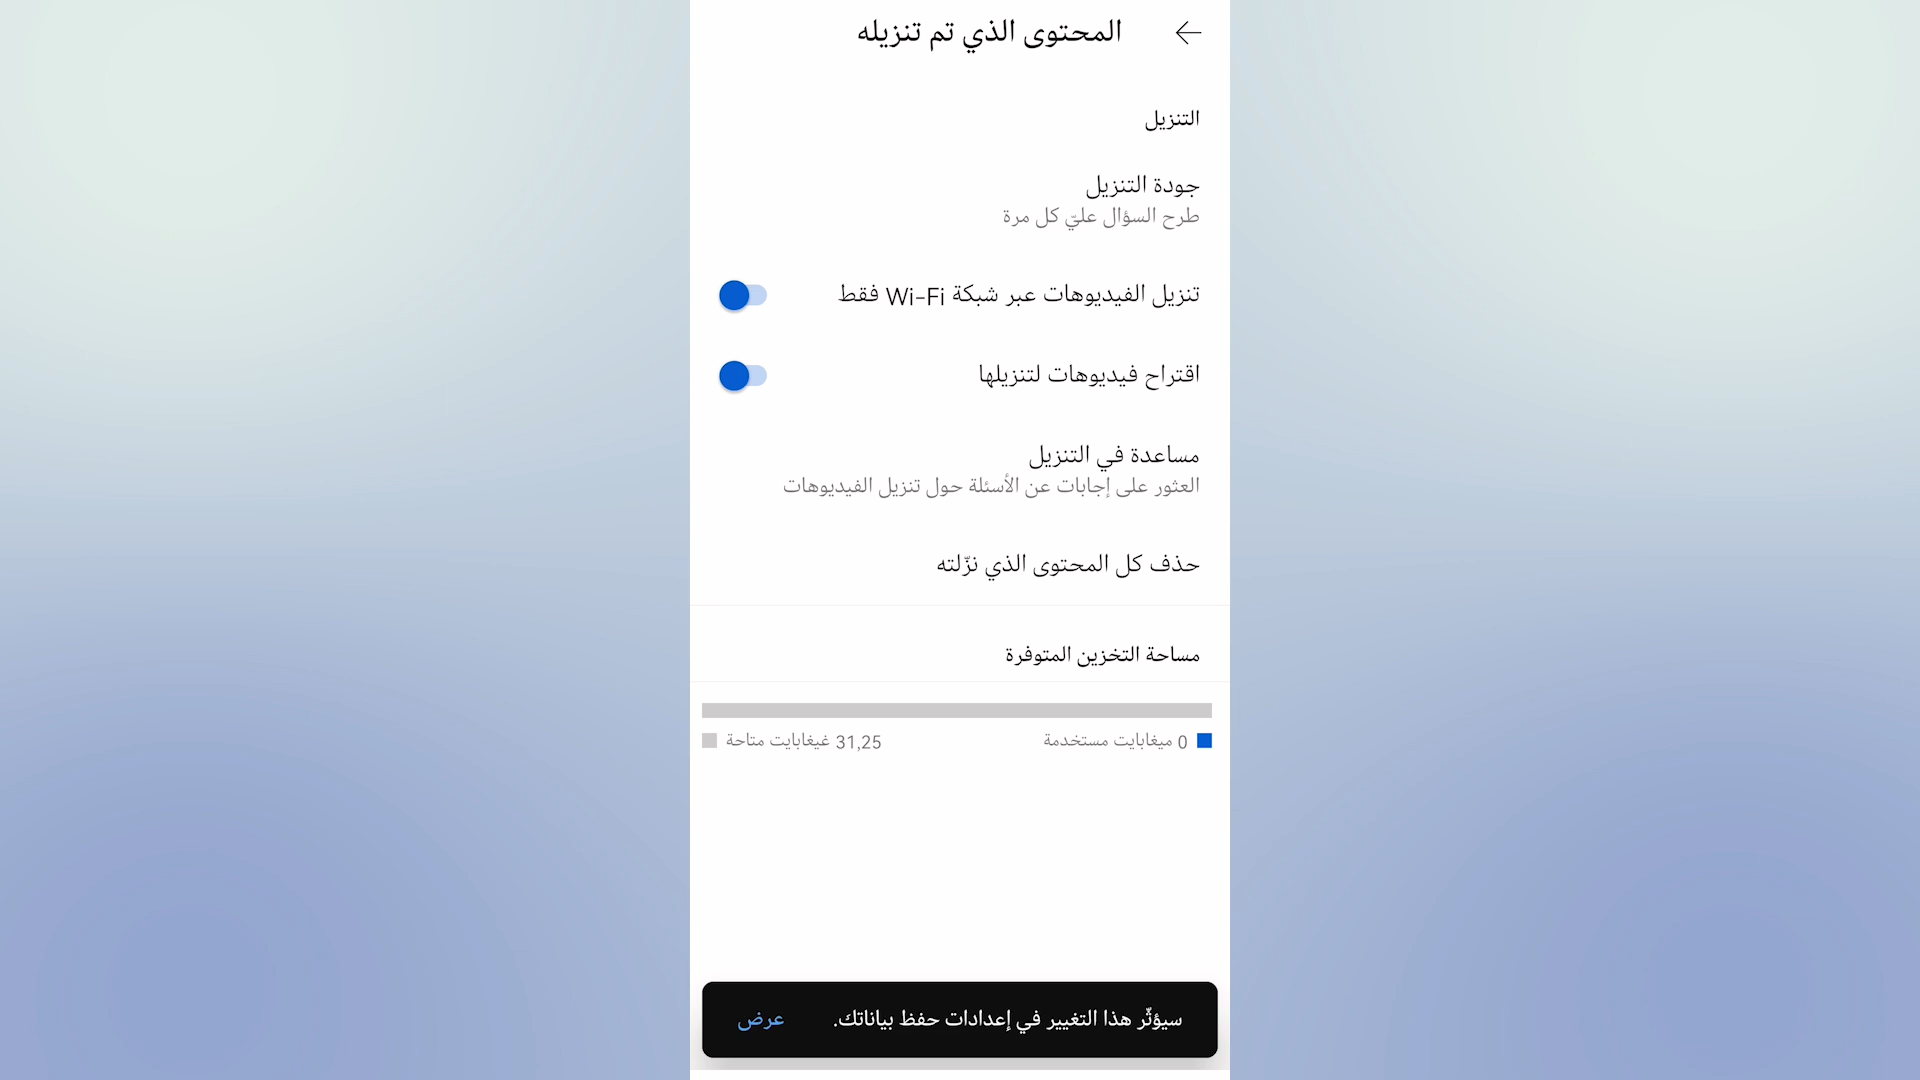 المحتوى الذي تم تنزيله
التنزيل
جودة التنزيل
طرح السؤال عليّ كل مرة
تنزيل الفيديوهات عبر شبكة Wi-Fi فقط
اقتراح فيديوهات لتنزيلها
مساعدة في التنزيل
العثور على إجابات عن الأسئلة حول تنزيل الفيديوهات
حذف كل المحتوى الذي نزّلته
مساحة التخزين المتوفرة
0 ميغابايت مستخدمة
31,25 غيغابايت متاحة
سيؤثّر هذا التغيير في إعدادات حفظ بياناتكَ.
عرض